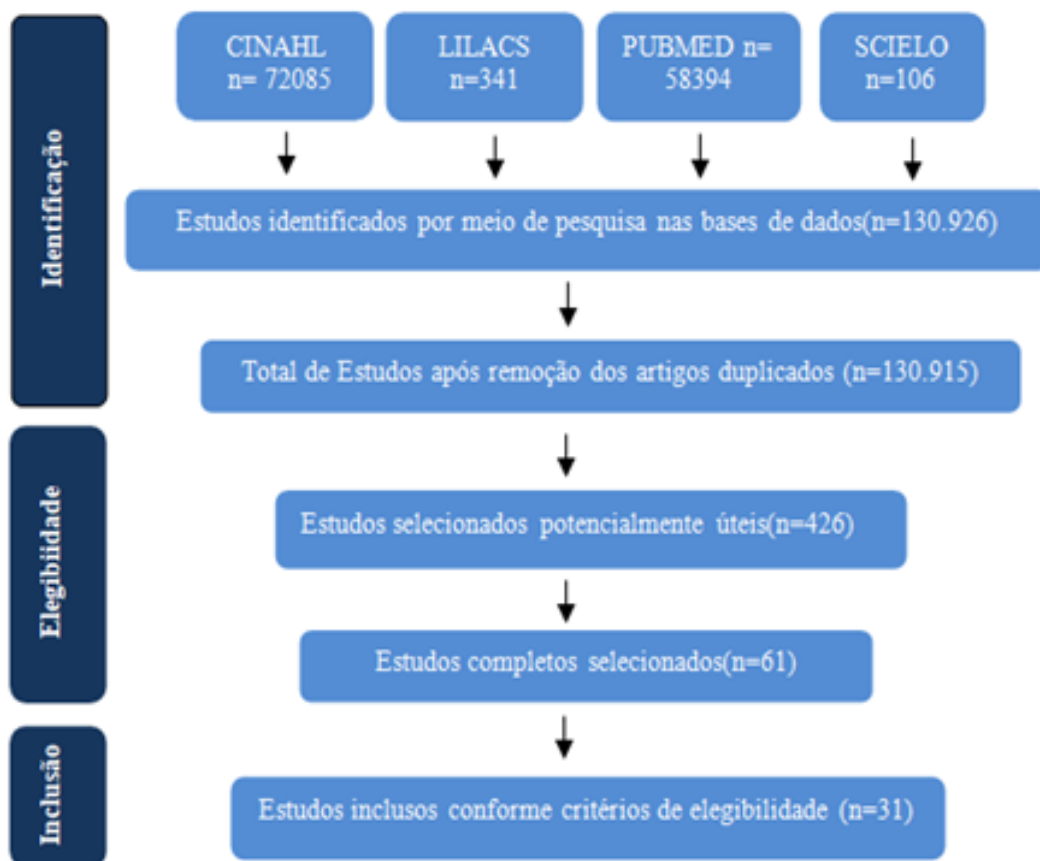 Identificação
CINAHL
n= 72085
LILACS
n=341
PUBMED n=
58394
SCIELO
n=106
Estudos identificados por meio de pesquisa nas bases de dados(n=130.926)
Total de Estudos após remoção dos artigos duplicados (n=130.915)
Elegibiidade
Estudos selecionados potencialmente úteis(n=426)
Estudos completos selecionados(n=61)
Inclusão
Estudos inclusos conforme critérios de elegibilidade (n=31)